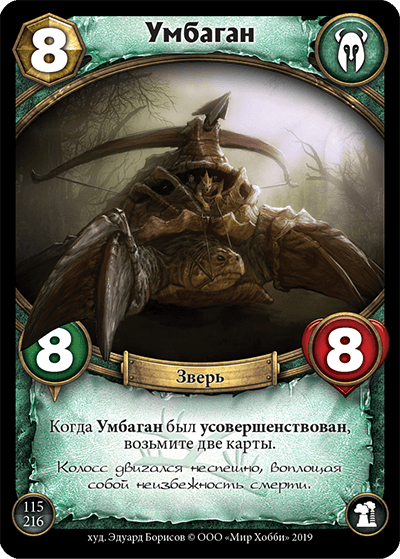 8
Умбаган
8
Зверь
8
Когда Умбаган был усовершенствован,
возьмите две карты.
Колосс двигался неспешно, воплощая
собой неизбежность смерти.
115
216
худ. Эдуард Борисов © ООО «Мир Хобби» 2019